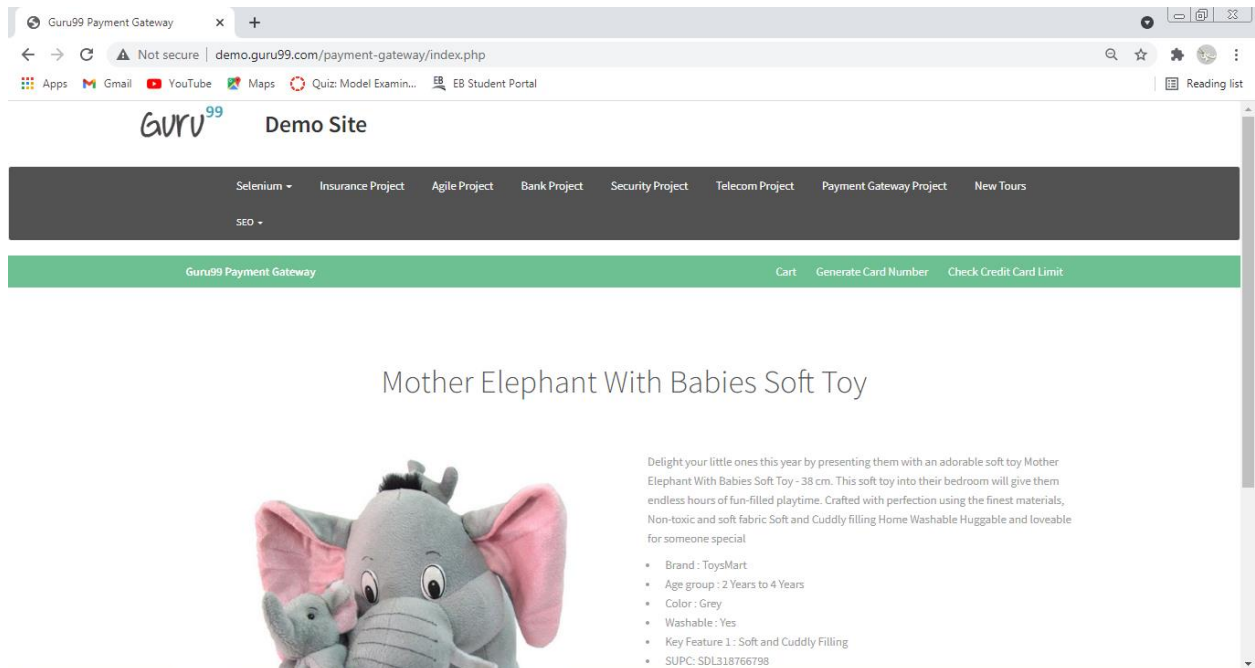 Guru99 Payment Gateway
Not secure | demo.guru99.com/payment-gateway/index.php
Apps Gmail YouTube Maps Quiz: Model Examin... EB EB Student Portal Reading list
Guru99 Demo Site
Selenium Insurance Project Agile Project Bank Project Security Project Telecom Project Payment Gateway Project New Tours
SEO
Guru99 Payment Gateway Cart Generate Card Number Check Credit Card Limit
Mother Elephant With Babies Soft Toy
Delight your little ones this year by presenting them with an adorable soft toy Mother
Elephant With Babies Soft Toy - 38 cm. This soft toy into their bedroom will give them
endless hours of fun-filled playtime. Crafted with perfection using the finest materials,
Non-toxic and soft fabric Soft and Cuddly filling Home Washable Huggable and loveable
for someone special
• Brand : ToysMart
• Age group : 2 Years to 4 Years
• Color : Grey
• Washable : Yes
• Key Feature 1 : Soft and Cuddly Filling
• SUPC: SDL318766798